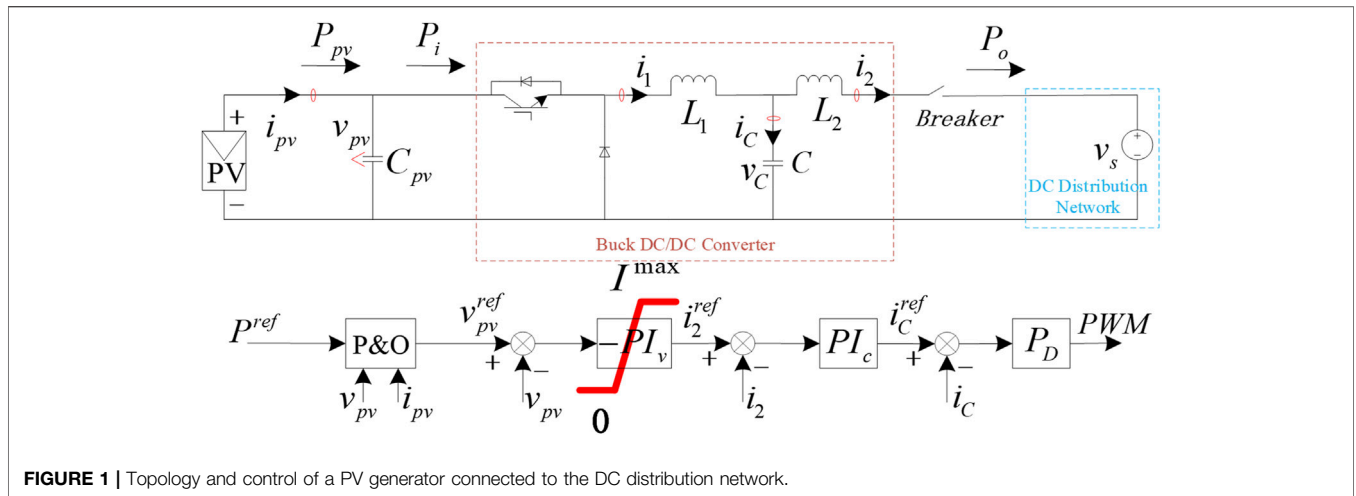 P_pv P_i i_1 i_2 P_o
+ i_pv v_pv C_pv L_1 i_C L_2 Breaker v_s + −
PV v_C C
− DC Distribution
Network
Buck DC/DC Converter
I^max
P^ref P&O v_pv^ref + − −PI_v i_2^ref + − PI_c i_C^ref + − P_D PWM
v_pv i_pv v_pv 0 i_2 i_C
FIGURE 1 | Topology and control of a PV generator connected to the DC distribution network.